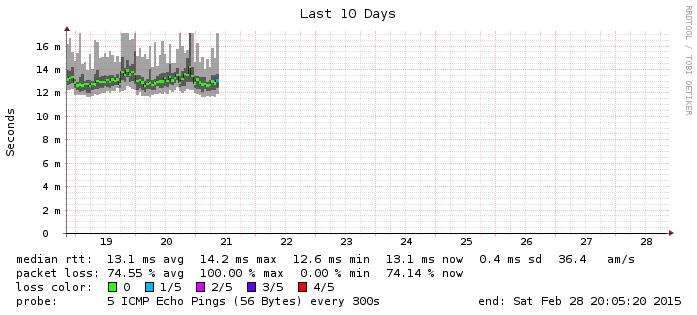 Last 10 Days
RRDTOOL / TOBI OETIKER
Seconds
16 m
14 m
12 m
10 m
8 m
6 m
4 m
2 m
0
19 20 21 22 23 24 25 26 27 28
median rtt: 13.1 ms avg 14.2 ms max 12.6 ms min 13.1 ms now 0.4 ms sd 36.4 am/s
packet loss: 74.55 % avg 100.00 % max 0.00 % min 74.14 % now
loss color: 0 1/5 2/5 3/5 4/5
probe: 5 ICMP Echo Pings (56 Bytes) every 300s end: Sat Feb 28 20:05:20 2015